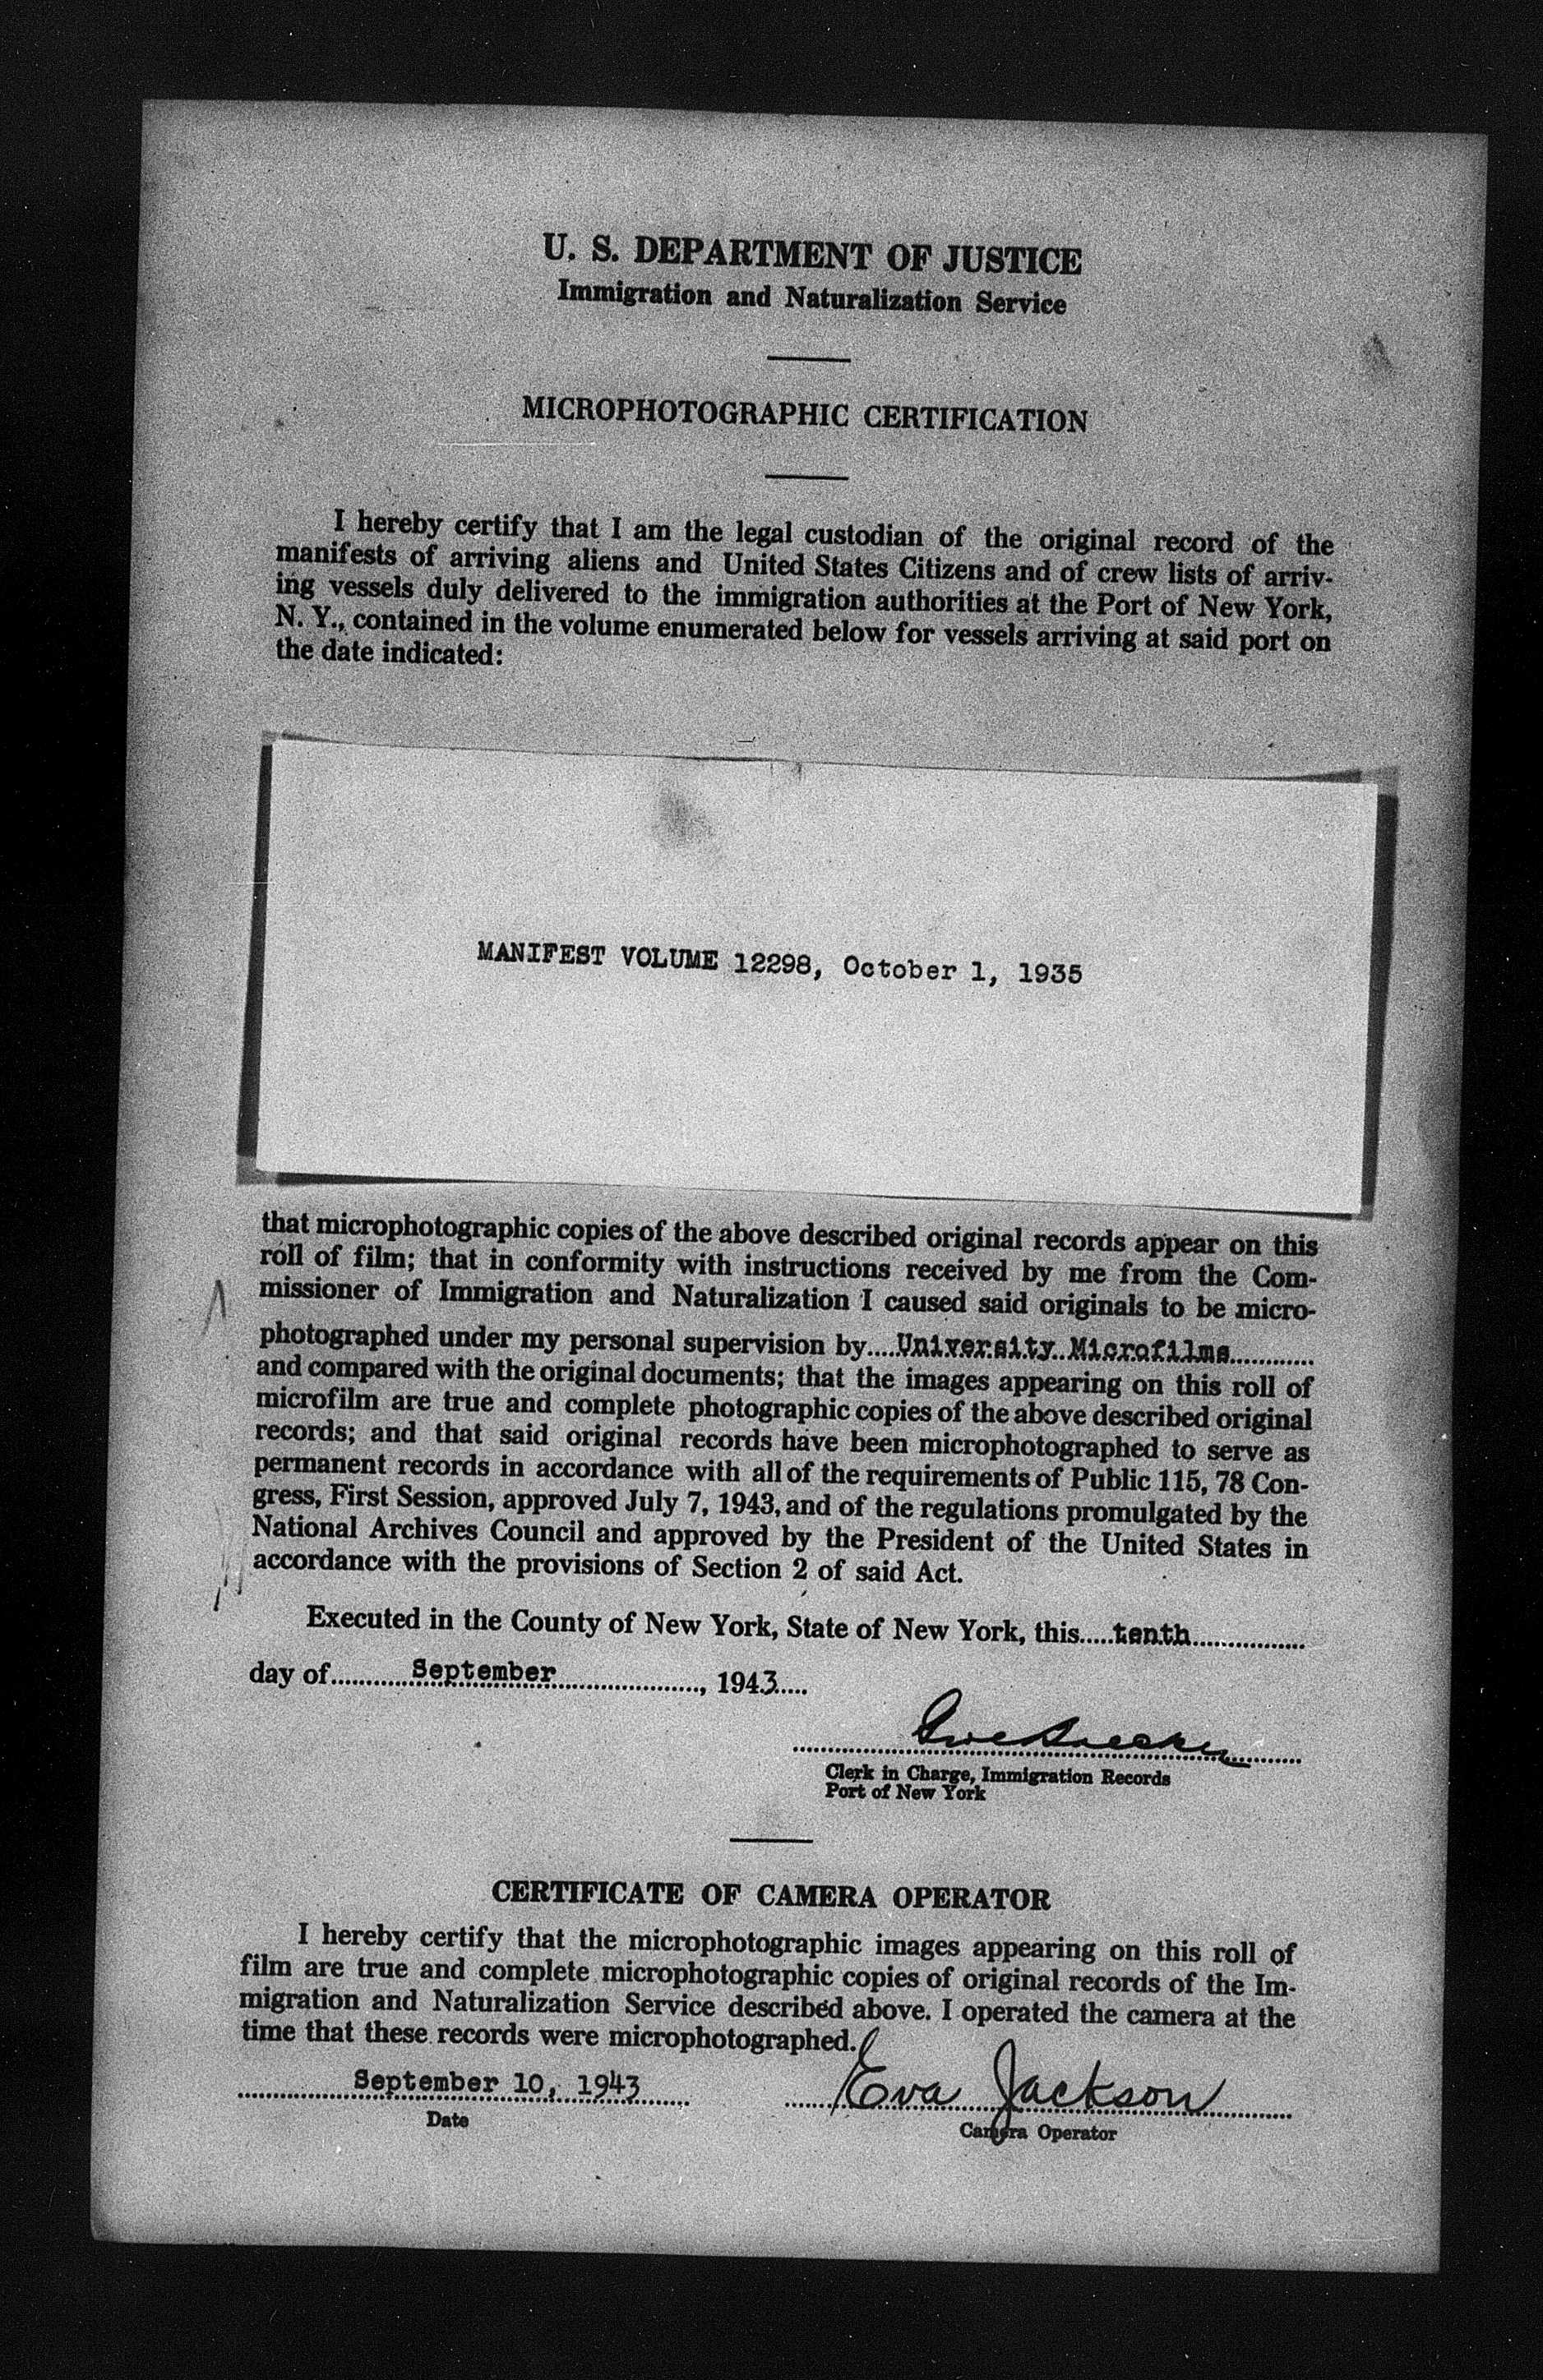 U. S. DEPARTMENT OF JUSTICE
Immigration and Naturalization Service
MICROPHOTOGRAPHIC CERTIFICATION
I hereby certify that I am the legal custodian of the original record of the
manifests of arriving aliens and United States Citizens and of crew lists of arriv-
ing vessels duly delivered to the immigration authorities at the Port of New York,
N. Y., contained in the volume enumerated below for vessels arriving at said port on
the date indicated:
MANIFEST VOLUME 12298, October 1, 1935
that microphotographic copies of the above described original records appear on this
roll of film; that in conformity with instructions received by me from the Com-
missioner of Immigration and Naturalization I caused said originals to be micro-
photographed under my personal supervision by....University Microfilms............
and compared with the original documents; that the images appearing on this roll of
microfilm are true and complete photographic copies of the above described original
records; and that said original records have been microphotographed to serve as
permanent records in accordance with all of the requirements of Public 115, 78 Con-
gress, First Session, approved July 7, 1943, and of the regulations promulgated by the
National Archives Council and approved by the President of the United States in
accordance with the provisions of Section 2 of said Act.
Executed in the County of New York, State of New York, this.....tenth................
day of............September........................, 1943.....
Clerk in Charge, Immigration Records
Port of New York
CERTIFICATE OF CAMERA OPERATOR
I hereby certify that the microphotographic images appearing on this roll of
film are true and complete microphotographic copies of original records of the Im-
migration and Naturalization Service described above. I operated the camera at the
time that these records were microphotographed.
September 10, 1943 Eva Jackson
Date Camera Operator